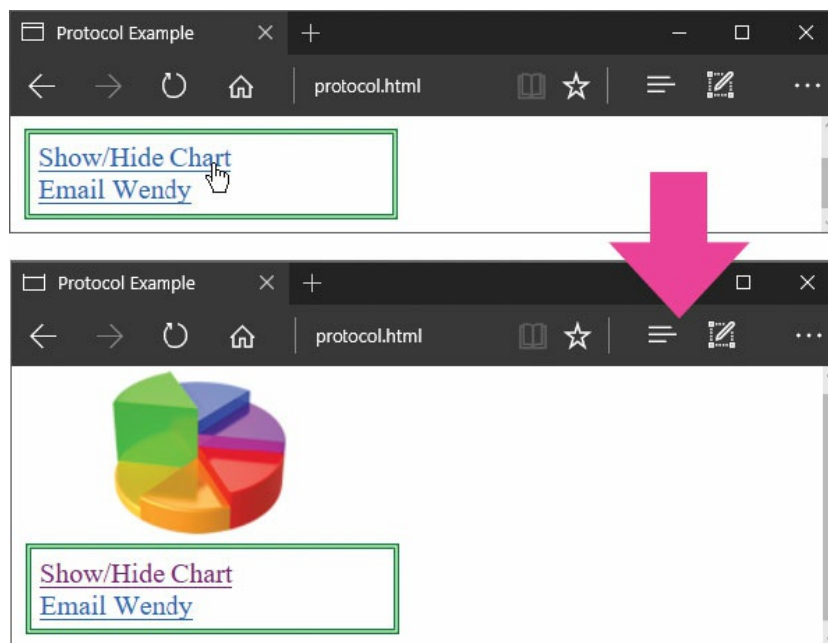 Protocol Example
protocol.html
Show/Hide Chart
Email Wendy
Protocol Example
protocol.html
Show/Hide Chart
Email Wendy